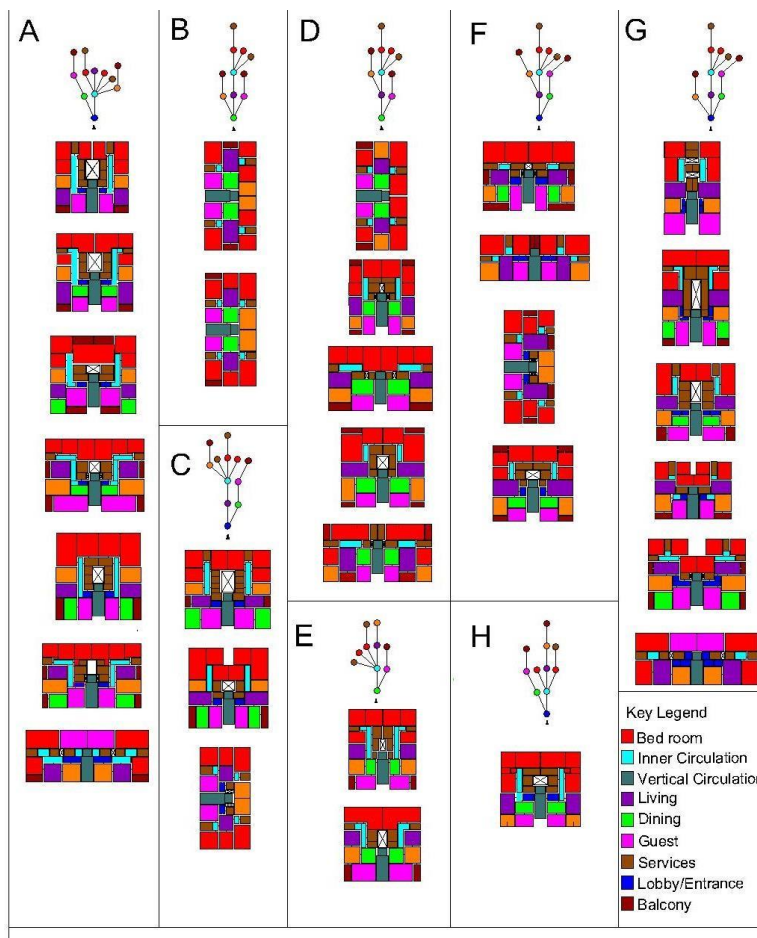 A
B
D
F
G
C
E
H
Key Legend
Bed room
Inner Circulation
Vertical Circulation
Living
Dining
Guest
Services
Lobby/Entrance
Balcony